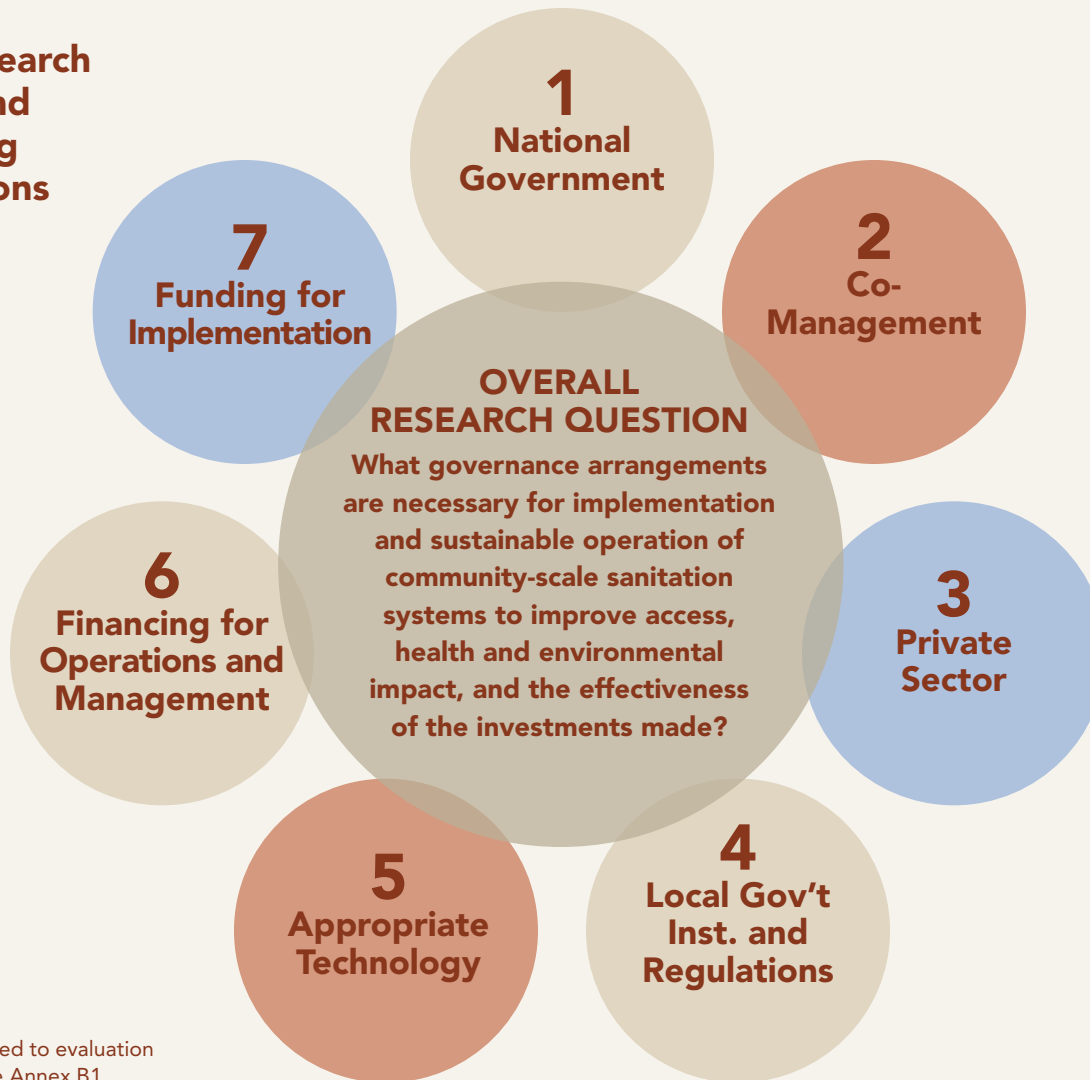 earch
nd
g
ons
1
National
Government
2
Co-
Management
3
Private
Sector
4
Local Gov’t
Inst. and
Regulations
5
Appropriate
Technology
6
Financing for
Operations and
Management
7
Funding for
Implementation
OVERALL
RESEARCH QUESTION
What governance arrangements
are necessary for implementation
and sustainable operation of
community-scale sanitation
systems to improve access,
health and environmental
impact, and the effectiveness
of the investments made?
ed to evaluation
e Annex B1